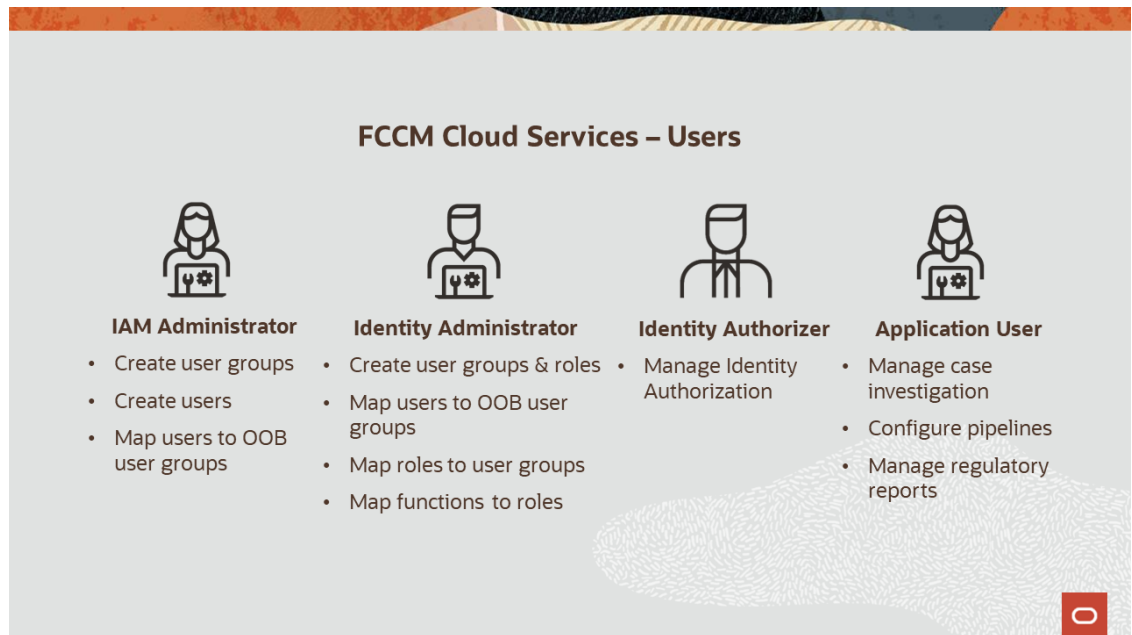 FCCM Cloud Services – Users
IAM Administrator
• Create user groups
• Create users
• Map users to OOB
user groups
Identity Administrator
• Create user groups & roles
• Map users to OOB user
groups
• Map roles to user groups
• Map functions to roles
Identity Authorizer
• Manage Identity
Authorization
Application User
• Manage case
investigation
• Configure pipelines
• Manage regulatory
reports